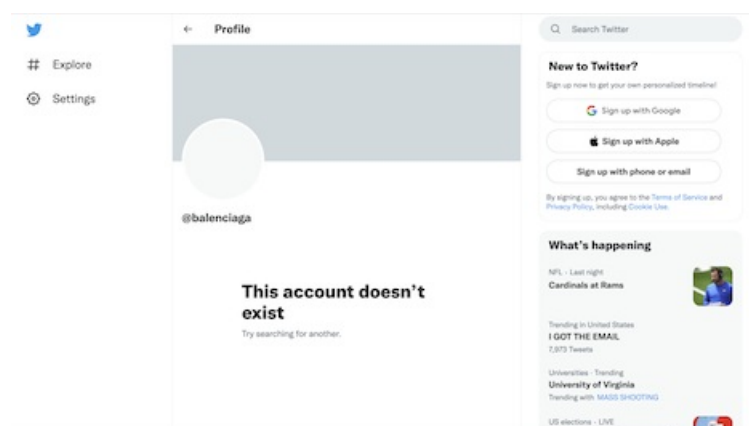 Profile
Search Twitter
Explore
Settings
@balenciaga
This account doesn't
exist
Try searching for another.
New to Twitter?
Sign up now to get your own personalized timeline!
Sign up with Google
Sign up with Apple
Sign up with phone or email
By signing up, you agree to the Terms of Service and
Privacy Policy, including Cookie Use.
What's happening
NFL · Last night
Cardinals at Rams
Trending in United States
I GOT THE EMAIL
7,973 Tweets
Universities · Trending
University of Virginia
Trending with MASS SHOOTING
US elections · LIVE